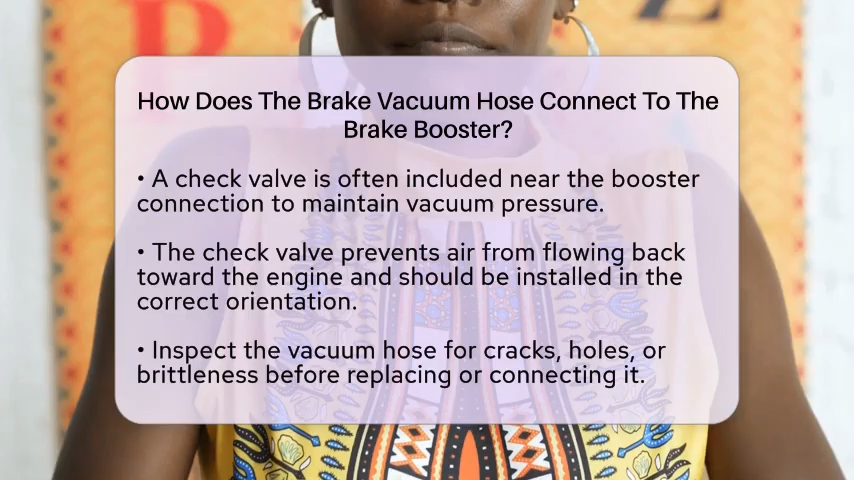 How Does The Brake Vacuum Hose Connect To The
Brake Booster?
• A check valve is often included near the booster
connection to maintain vacuum pressure.
• The check valve prevents air from flowing back
toward the engine and should be installed in the
correct orientation.
• Inspect the vacuum hose for cracks, holes, or
brittleness before replacing or connecting it.